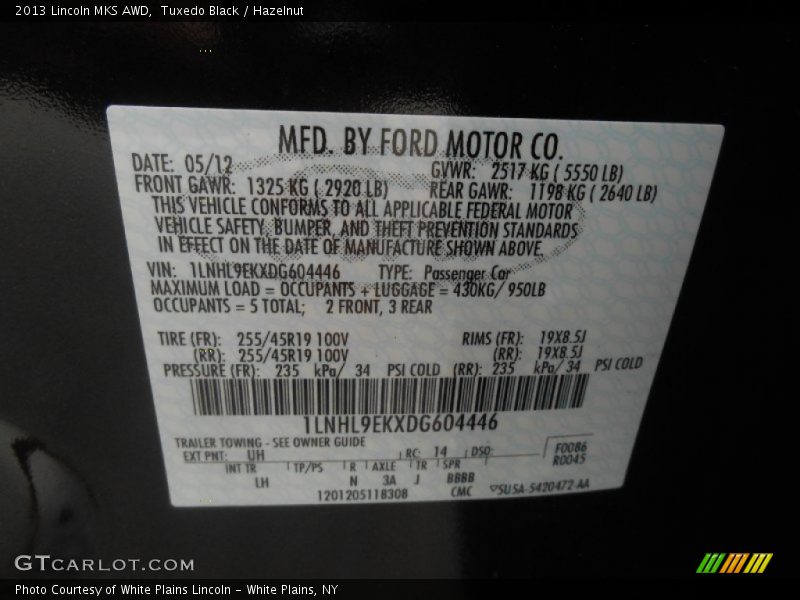 2013 Lincoln MKS AWD, Tuxedo Black / Hazelnut
MFD. BY FORD MOTOR CO.
DATE: 05/12 GVWR: 2517 KG ( 5550 LB)
FRONT GAWR: 1325 KG ( 2920 LB) REAR GAWR: 1198 KG ( 2640 LB)
THIS VEHICLE CONFORMS TO ALL APPLICABLE FEDERAL MOTOR
VEHICLE SAFETY, BUMPER, AND THEFT PREVENTION STANDARDS
IN EFFECT ON THE DATE OF MANUFACTURE SHOWN ABOVE.
VIN: 1LNHL9EKXDG604446 TYPE: Passenger Car
MAXIMUM LOAD = OCCUPANTS + LUGGAGE = 430KG/ 950LB
OCCUPANTS = 5 TOTAL; 2 FRONT, 3 REAR
TIRE (FR): 255/45R19 100V RIMS (FR): 19X8.5J
(RR): 255/45R19 100V (RR): 19X8.5J
PRESSURE (FR): 235 kPa/ 34 PSI COLD (RR): 235 kPa/ 34 PSI COLD
1LNHL9EKXDG604446
TRAILER TOWING - SEE OWNER GUIDE
EXT PNT: UH RC: 14 DSO: F0086
R0045
INT TR TP/PS R AXLE TR SPR
LH N 3A J BBBB
1201205118308 CMC ▽SU5A-5420472-AA
GTCARLOT.COM
Photo Courtesy of White Plains Lincoln - White Plains, NY